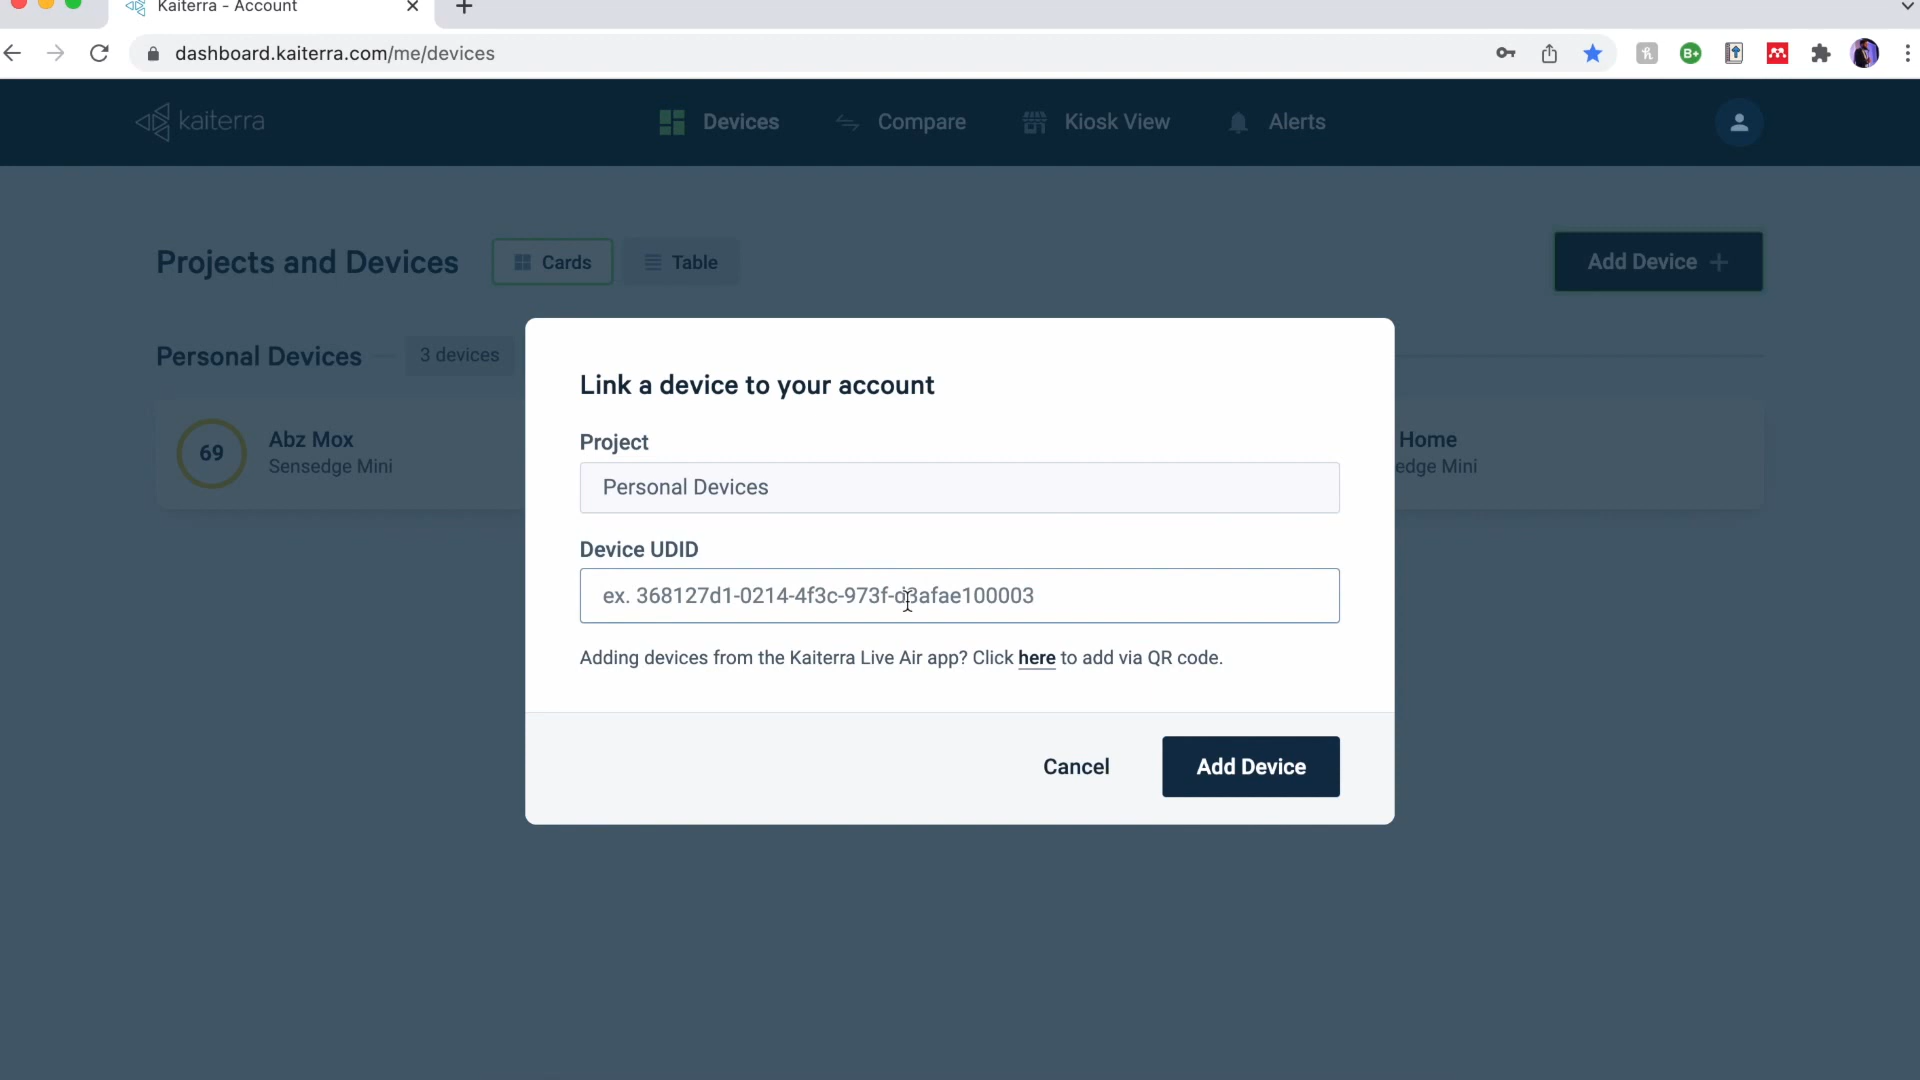 Kaiterra - Account
dashboard.kaiterra.com/me/devices
kaiterra
Devices
Compare
Kiosk View
Alerts
Projects and Devices
Cards
Table
Add Device +
Personal Devices
3 devices
69
Abz Mox
Sensedge Mini
Home
edge Mini
Link a device to your account
Project
Personal Devices
Device UDID
ex. 368127d1-0214-4f3c-973f-d3afae100003
Adding devices from the Kaiterra Live Air app? Click here to add via QR code.
Cancel
Add Device